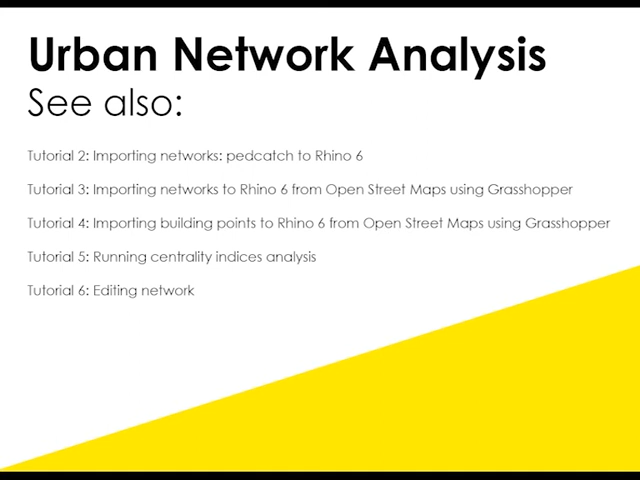 Urban Network Analysis
See also:
Tutorial 2: Importing networks: pedcatch to Rhino 6
Tutorial 3: Importing networks to Rhino 6 from Open Street Maps using Grasshopper
Tutorial 4: Importing building points to Rhino 6 from Open Street Maps using Grasshopper
Tutorial 5: Running centrality indices analysis
Tutorial 6: Editing network